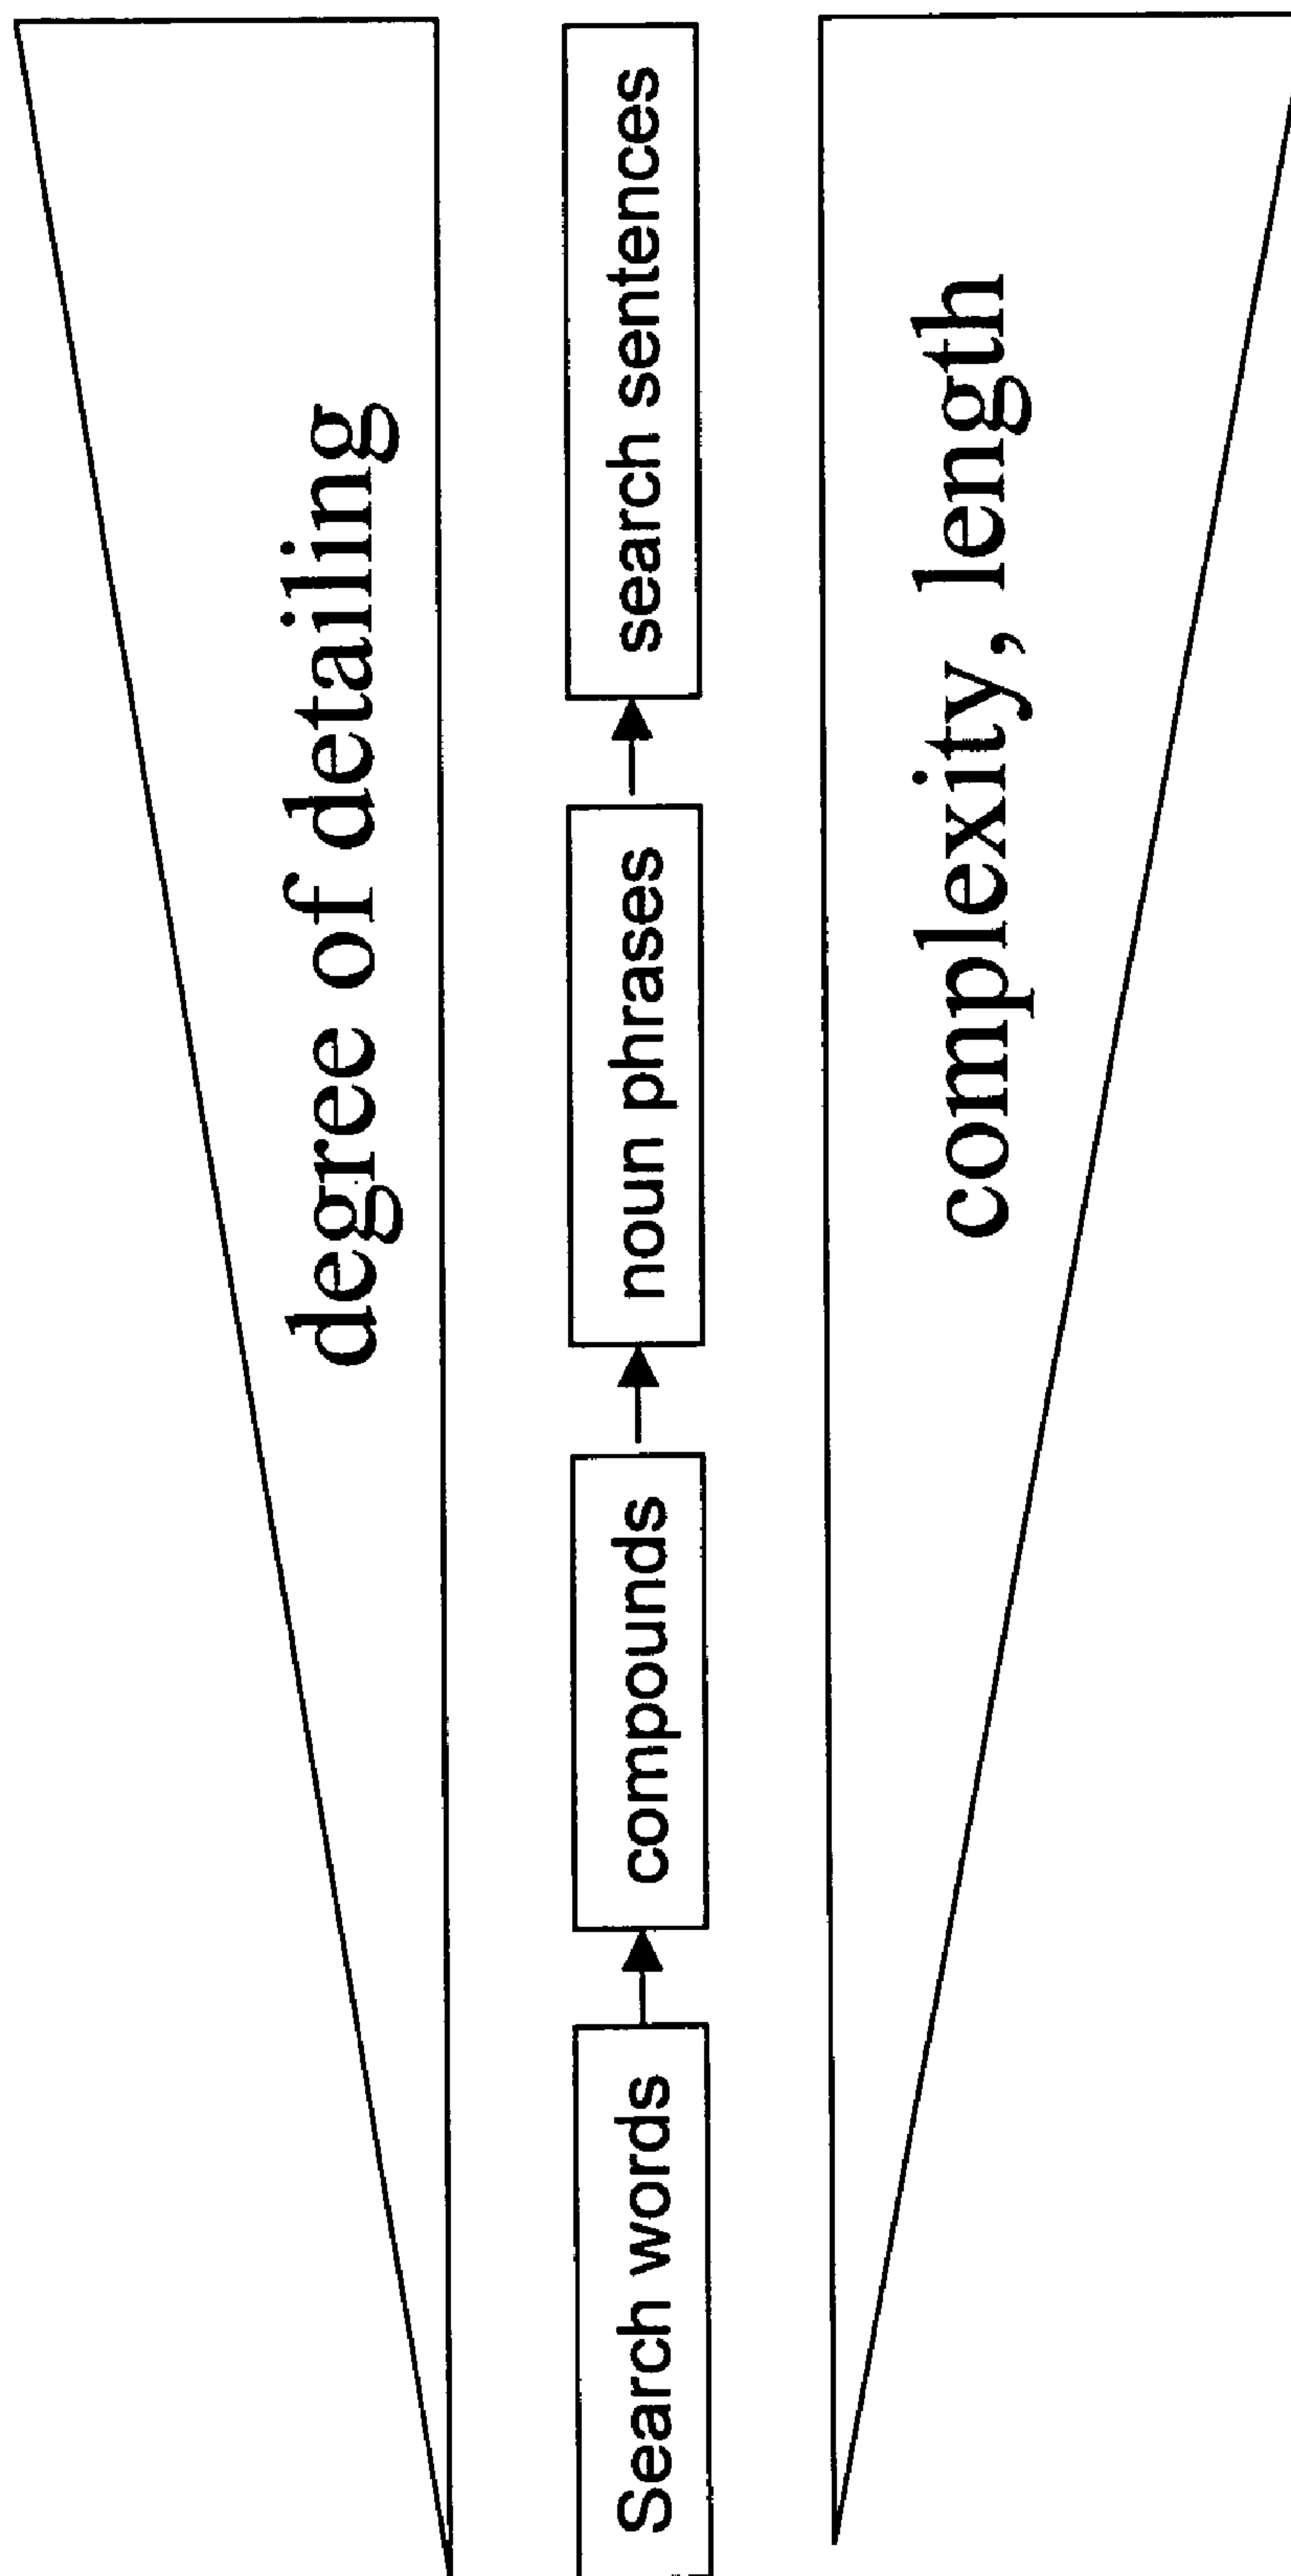 degree of detailing
Search words
compounds
noun phrases
search sentences
complexity, length